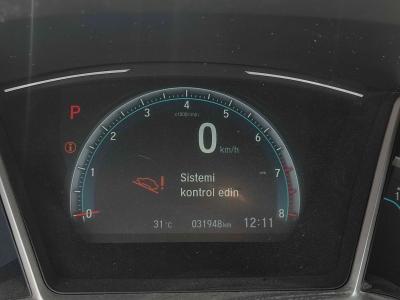 P
4
3 5
x1000r/min
2 6
0 km/h
1 7
Sistemi
kontrol edin
0 8
31°c 031948km 12:11